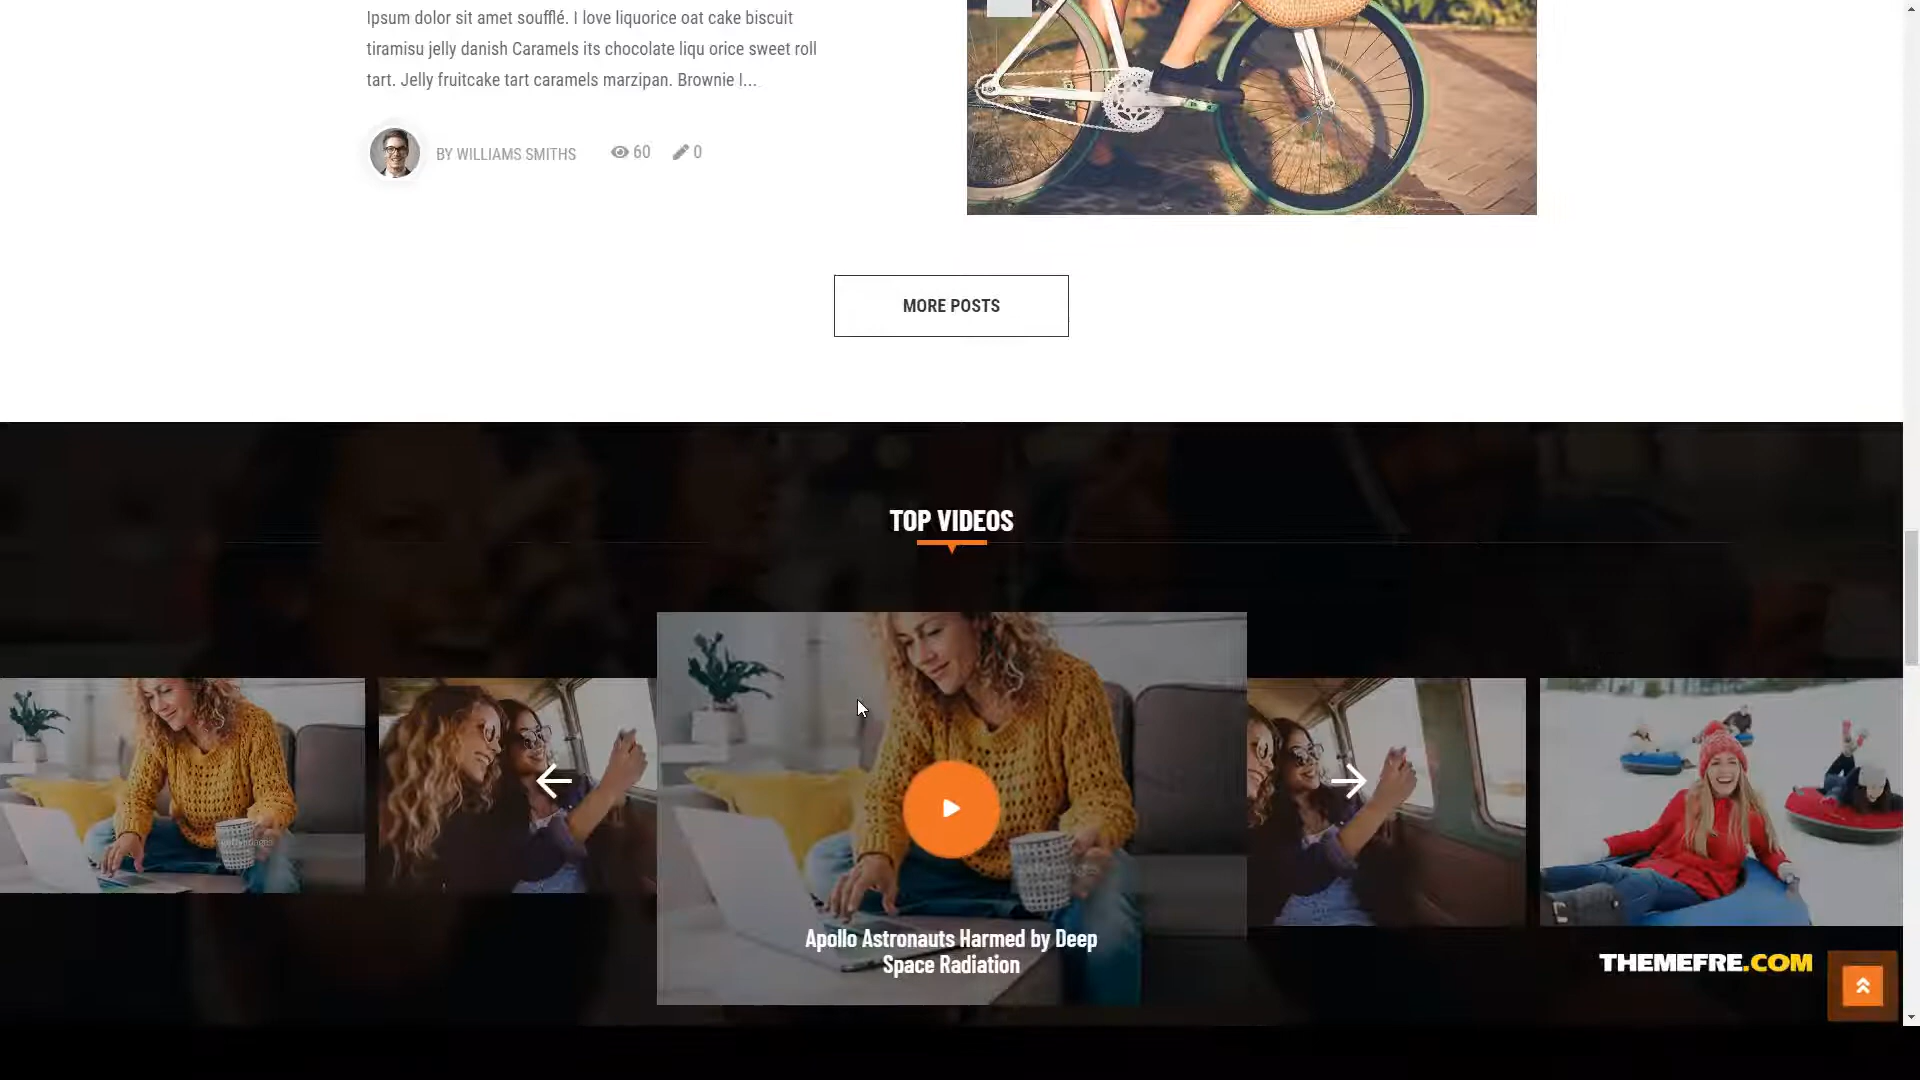 Ipsum dolor sit amet soufflé. I love liquorice oat cake biscuit
tiramisu jelly danish Caramels its chocolate liqu orice sweet roll
tart. Jelly fruitcake tart caramels marzipan. Brownie I...
BY WILLIAMS SMITHS 60 0
MORE POSTS
TOP VIDEOS
Apollo Astronauts Harmed by Deep
Space Radiation
THEMEFRE.COM